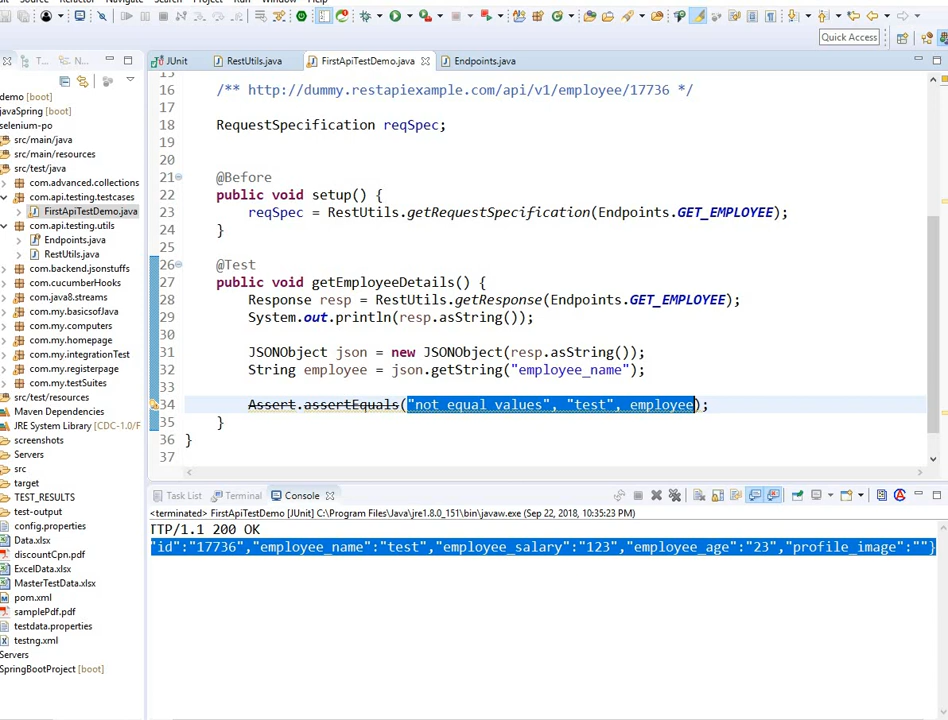 Quick Access
T...
N...
JUnit
RestUtils.java
FirstApiTestDemo.java
Endpoints.java
demo [boot]
javaSpring [boot]
selenium-po
src/main/java
src/main/resources
src/test/java
com.advanced.collections
com.api.testing.testcases
FirstApiTestDemo.java
com.api.testing.utils
Endpoints.java
RestUtils.java
com.backend.jsonstuffs
com.cucumberHooks
com.java8.streams
com.my.basicsofJava
com.my.computers
com.my.homepage
com.my.integrationTest
com.my.registerpage
com.my.testSuites
src/test/resources
Maven Dependencies
JRE System Library [CDC-1.0/F
screenshots
Servers
src
target
TEST_RESULTS
test-output
config.properties
Data.xlsx
discountCpn.pdf
ExcelData.xlsx
MasterTestData.xlsx
pom.xml
samplePdf.pdf
testdata.properties
testng.xml
Servers
SpringBootProject [boot]
16 /** http://dummy.restapiexample.com/api/v1/employee/17736 */
17
18 RequestSpecification reqSpec;
19
20
21 @Before
22 public void setup() {
23 reqSpec = RestUtils.getRequestSpecification(Endpoints.GET_EMPLOYEE);
24 }
25
26 @Test
27 public void getEmployeeDetails() {
28 Response resp = RestUtils.getResponse(Endpoints.GET_EMPLOYEE);
29 System.out.println(resp.asString());
30
31 JSONObject json = new JSONObject(resp.asString());
32 String employee = json.getString("employee_name");
33
34 Assert.assertEquals("not equal values", "test", employee);
35 }
36 }
37
Task List
Terminal
Console
<terminated> FirstApiTestDemo [JUnit] C:\Program Files\Java\jre1.8.0_151\bin\javaw.exe (Sep 22, 2018, 10:35:23 PM)
TTP/1.1 200 OK
"id":"17736","employee_name":"test","employee_salary":"123","employee_age":"23","profile_image":""}